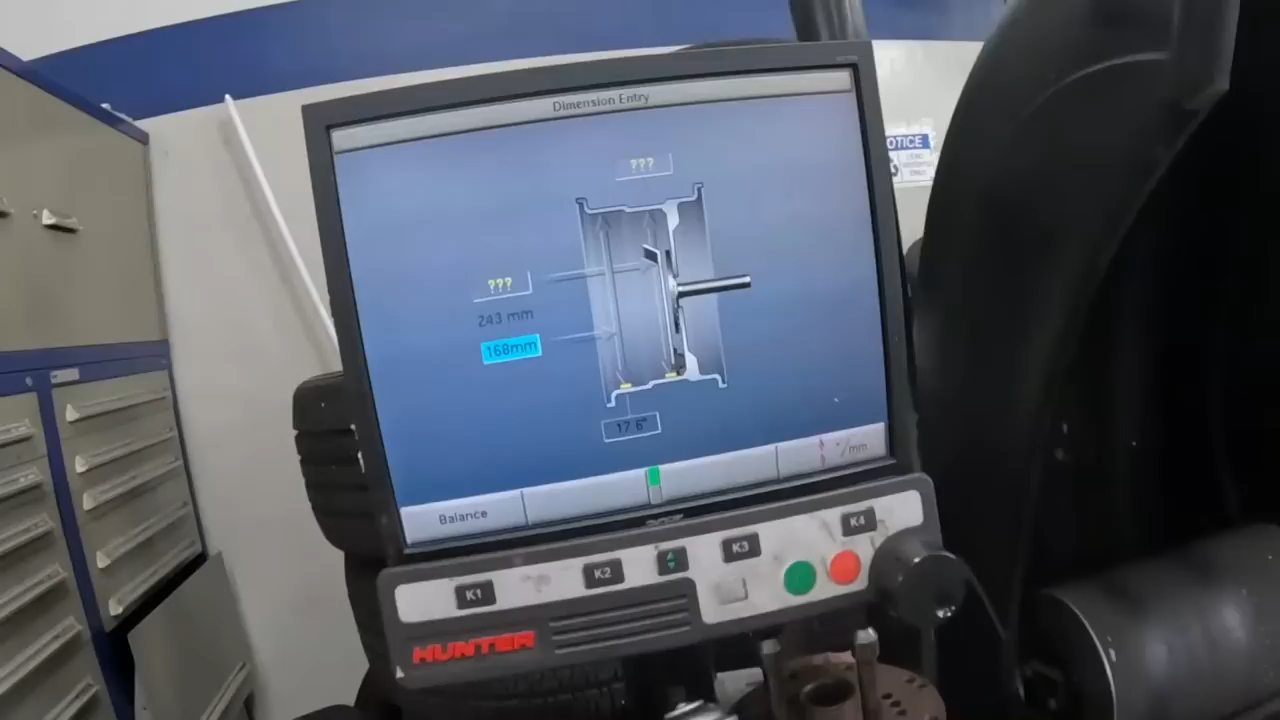 Dimension Entry
???
???
243 mm
168mm
17.6"
"/mm
Balance
K1
K2
K3
K4
HUNTER
OTICE